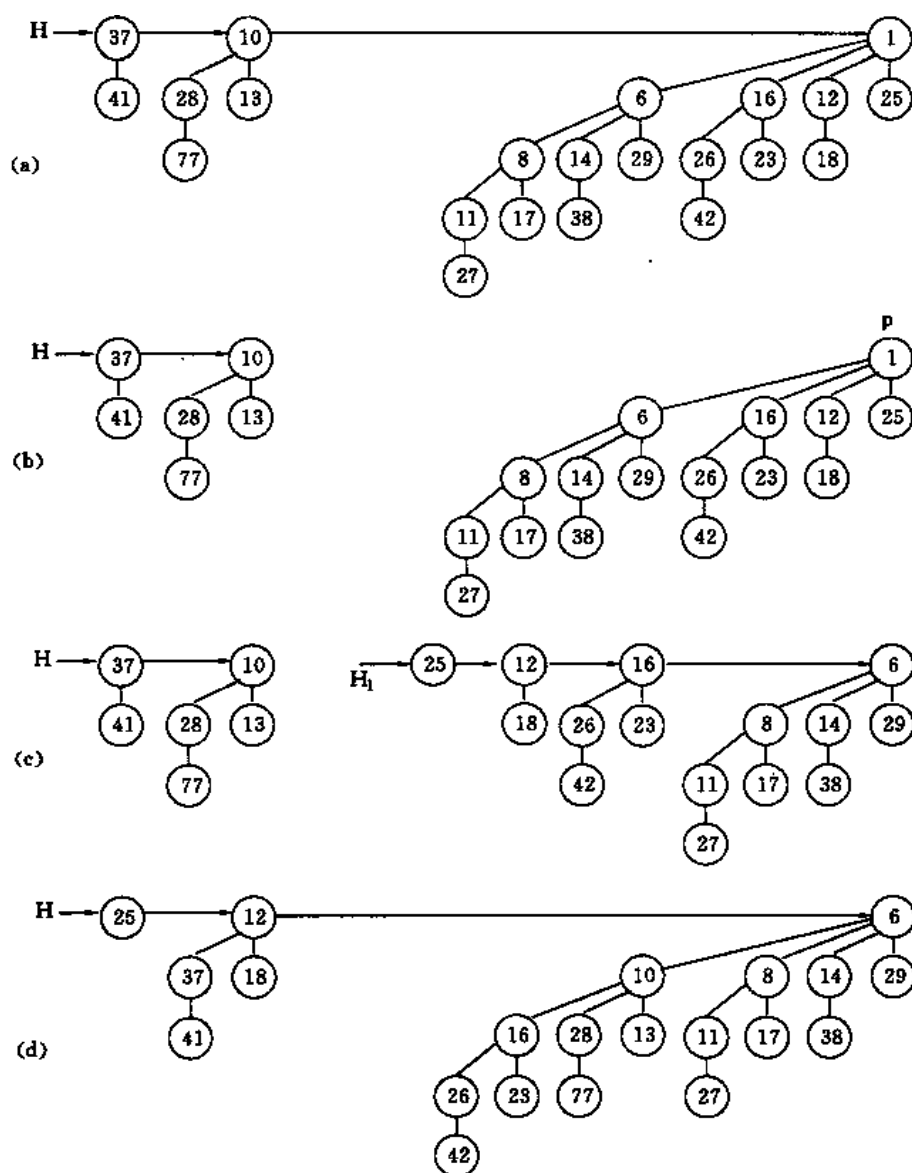 H 37 10 1
41 28 13 6 16 12 25
77 8 14 29 26 23 18
(a)
11 17 38 42
27
p
H 37 10 1
41 28 13 6 16 12 25
(b) 77 8 14 29 26 23 18
11 17 38 42
27
H 37 10 H1 25 12 16 6
41 28 13 18 26 23 8 14 29
(c) 77 42 11 17 38
27
H 25 12 6
37 18 10 8 14 29
(d) 41 16 28 13 11 17 38
26 23 77 27
42